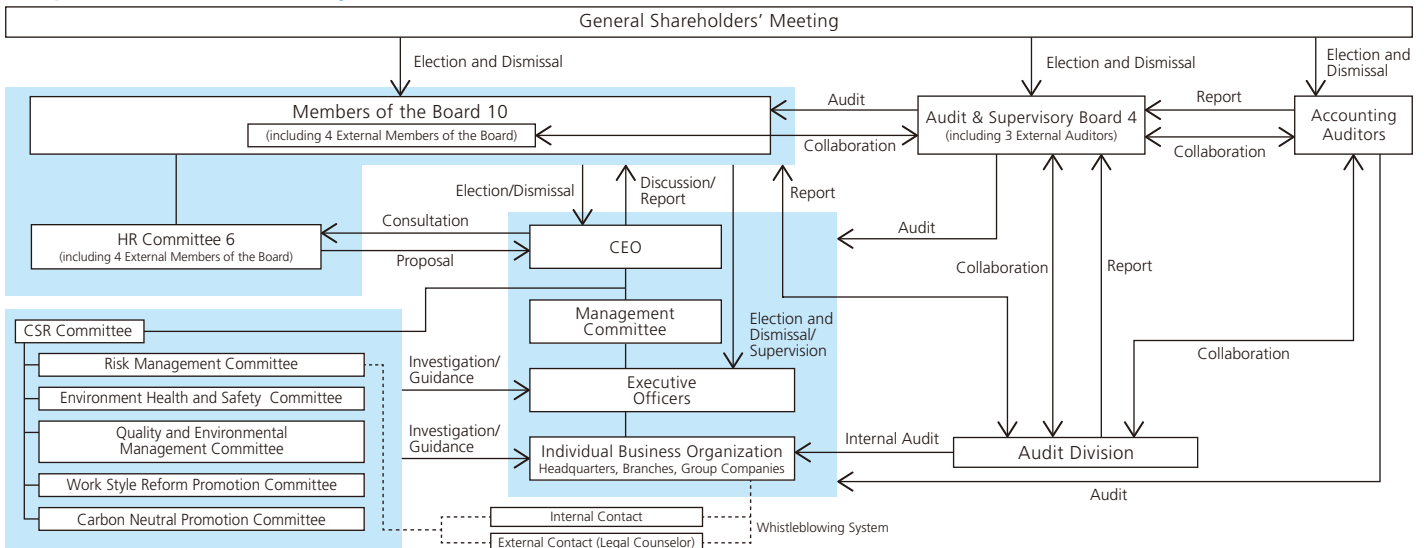 General Shareholders' Meeting
Election and Dismissal
Election and Dismissal
Election and
Dismissal
Members of the Board 10
(including 4 External Members of the Board)
Audit
Collaboration
Audit & Supervisory Board 4
(including 3 External Auditors)
Report
Collaboration
Accounting
Auditors
Election/Dismissal
Discussion/
Report
Report
HR Committee 6
(including 4 External Members of the Board)
Consultation
Proposal
CEO
Audit
Collaboration
Report
Management
Committee
Election and
Dismissal/
Supervision
Collaboration
CSR Committee
Risk Management Committee
Environment Health and Safety Committee
Quality and Environmental
Management Committee
Work Style Reform Promotion Committee
Carbon Neutral Promotion Committee
Investigation/
Guidance
Executive
Officers
Investigation/
Guidance
Individual Business Organization
Headquarters, Branches, Group Companies
Internal Audit
Audit Division
Audit
Internal Contact
External Contact (Legal Counselor)
Whistleblowing System